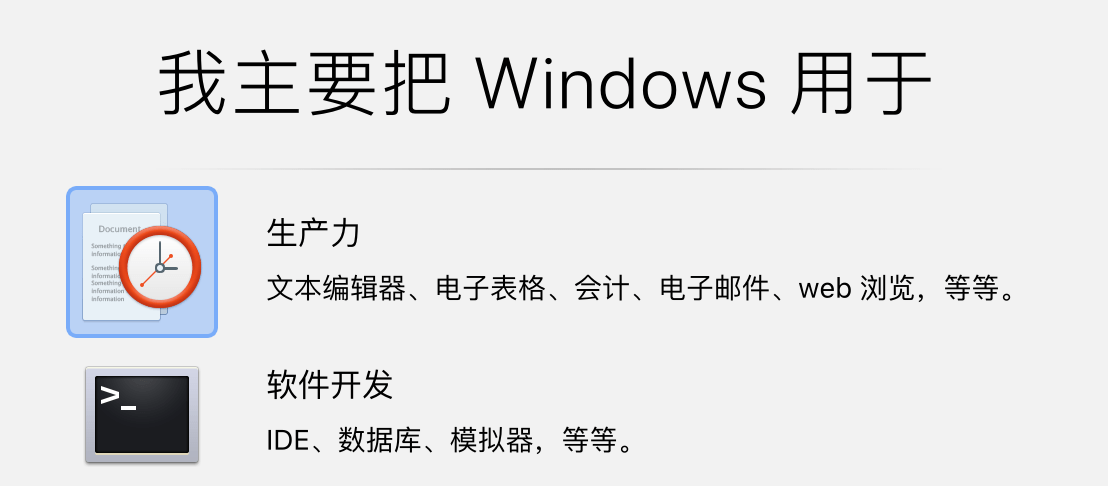 我主要把 Windows 用于
Document
Something
Information
Something
Information
Something
Information
Information
生产力
文本编辑器、电子表格、会计、电子邮件、web 浏览，等等。
>_
软件开发
IDE、数据库、模拟器，等等。